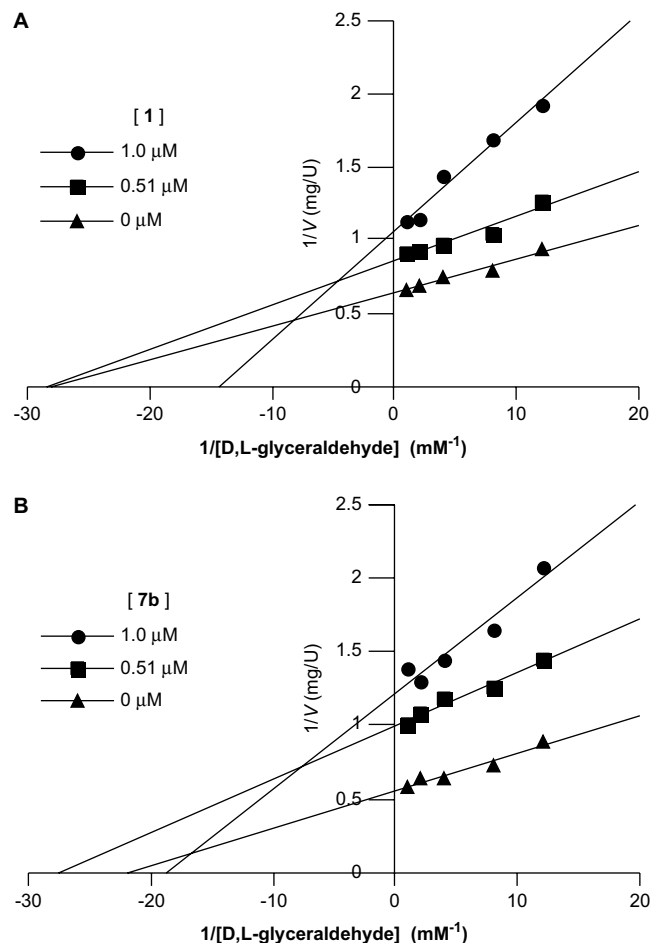 A
[ 1 ]
1.0 μM
0.51 μM
0 μM
1/V (mg/U)
2.5
2
1.5
1
0.5
0
-30
-20
-10
0
10
20
1/[D,L-glyceraldehyde] (mM-1)
B
[ 7b ]
1.0 μM
0.51 μM
0 μM
1/V (mg/U)
2.5
2
1.5
1
0.5
0
-30
-20
-10
0
10
20
1/[D,L-glyceraldehyde] (mM-1)